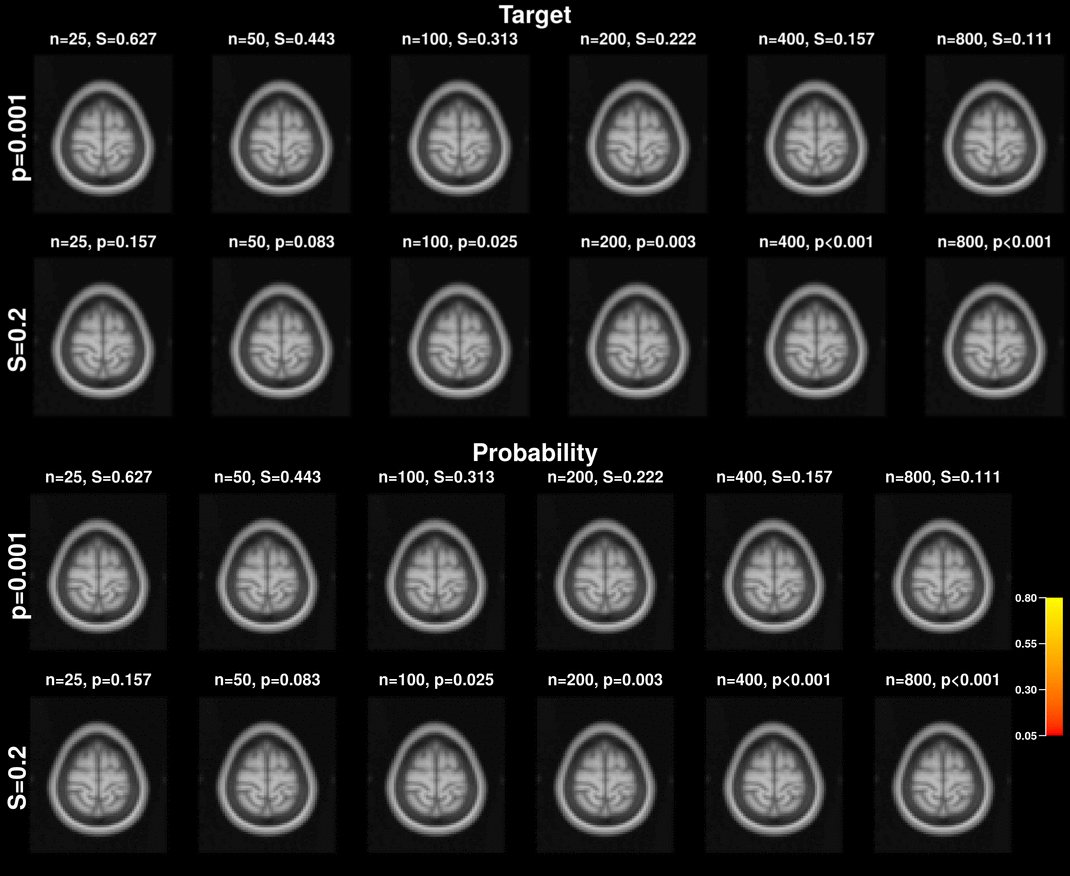 Target
n=25, S=0.627 n=50, S=0.443 n=100, S=0.313 n=200, S=0.222 n=400, S=0.157 n=800, S=0.111
p=0.001
n=25, p=0.157 n=50, p=0.083 n=100, p=0.025 n=200, p=0.003 n=400, p<0.001 n=800, p<0.001
S=0.2
Probability
n=25, S=0.627 n=50, S=0.443 n=100, S=0.313 n=200, S=0.222 n=400, S=0.157 n=800, S=0.111
p=0.001
0.80
0.55
n=25, p=0.157 n=50, p=0.083 n=100, p=0.025 n=200, p=0.003 n=400, p<0.001 n=800, p<0.001
0.30
0.05
S=0.2